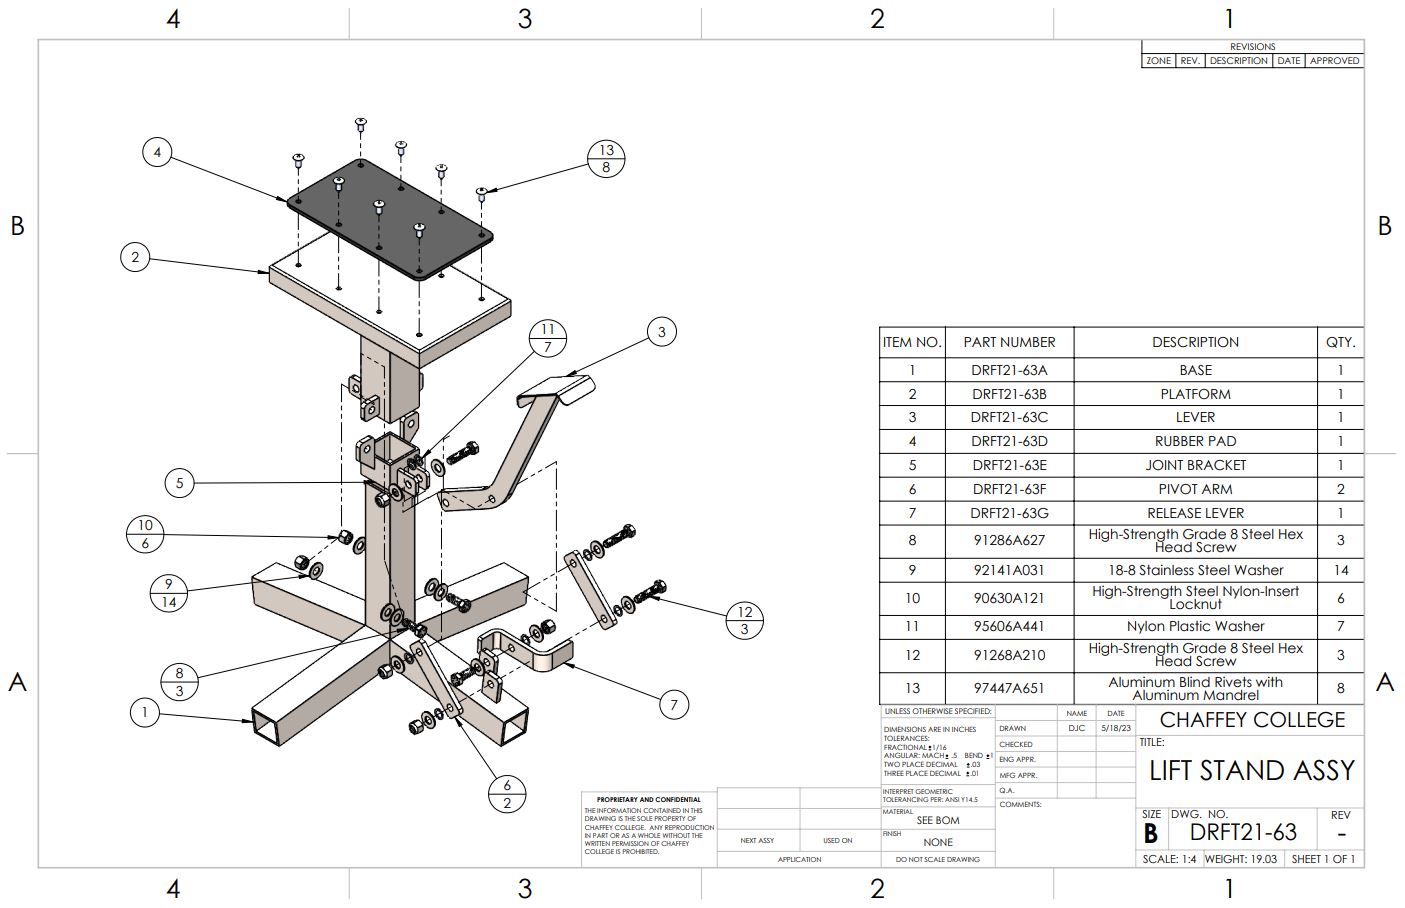 4 3 2 1
REVISIONS
ZONE REV. DESCRIPTION DATE APPROVED
B B
4
13
8
2
11
7
3
5
10
6
9
14
12
3
8
3
1
7
6
2
A A
ITEM NO. PART NUMBER DESCRIPTION QTY.
1 DRFT21-63A BASE 1
2 DRFT21-63B PLATFORM 1
3 DRFT21-63C LEVER 1
4 DRFT21-63D RUBBER PAD 1
5 DRFT21-63E JOINT BRACKET 1
6 DRFT21-63F PIVOT ARM 2
7 DRFT21-63G RELEASE LEVER 1
8 91286A627 High-Strength Grade 8 Steel Hex
Head Screw 3
9 92141A031 18-8 Stainless Steel Washer 14
10 90630A121 High-Strength Steel Nylon-Insert
Locknut 6
11 95606A441 Nylon Plastic Washer 7
12 91268A210 High-Strength Grade 8 Steel Hex
Head Screw 3
13 97447A651 Aluminum Blind Rivets with
Aluminum Mandrel 8
PROPRIETARY AND CONFIDENTIAL
THE INFORMATION CONTAINED IN THIS
DRAWING IS THE SOLE PROPERTY OF
CHAFFEY COLLEGE. ANY REPRODUCTION
IN PART OR AS A WHOLE WITHOUT THE
WRITTEN PERMISSION OF CHAFFEY
COLLEGE IS PROHIBITED.
NEXT ASSY USED ON
APPLICATION
UNLESS OTHERWISE SPECIFIED:
DIMENSIONS ARE IN INCHES
TOLERANCES:
FRACTIONAL ±1/16
ANGULAR: MACH± .5 BEND ±1
TWO PLACE DECIMAL ±.03
THREE PLACE DECIMAL ±.01
INTERPRET GEOMETRIC
TOLERANCING PER: ANSI Y14.5
MATERIAL
SEE BOM
FINISH
NONE
DO NOT SCALE DRAWING
NAME DATE
DRAWN DJC 5/18/23
CHECKED
ENG APPR.
MFG APPR.
Q.A.
COMMENTS:
CHAFFEY COLLEGE
TITLE:
LIFT STAND ASSY
SIZE DWG. NO. REV
B DRFT21-63 -
SCALE: 1:4 WEIGHT: 19.03 SHEET 1 OF 1
4 3 2 1